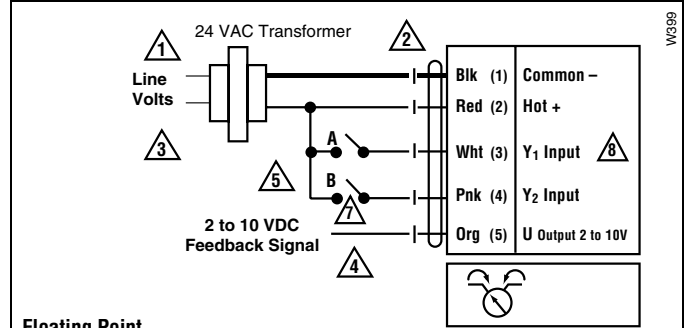 24 VAC Transformer
W399
1
2
Line
Volts
3
Blk (1) Common –
Red (2) Hot +
A
Wht (3) Y1 Input 8
5
B
7
Pnk (4) Y2 Input
2 to 10 VDC
Feedback Signal
4
Org (5) U Output 2 to 10V
Floating Point